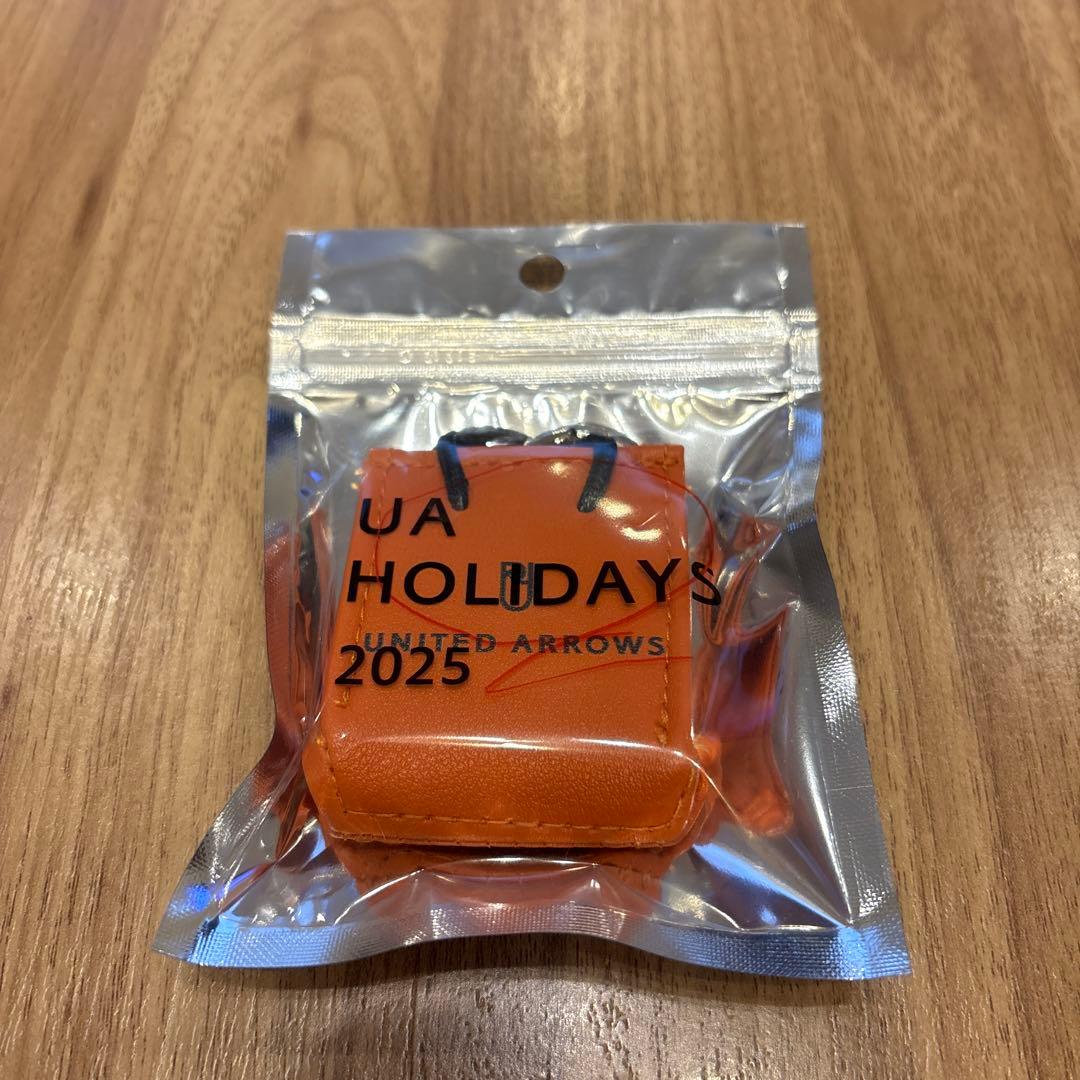 UA
HOLIDAYS
UNITED ARROWS
2025